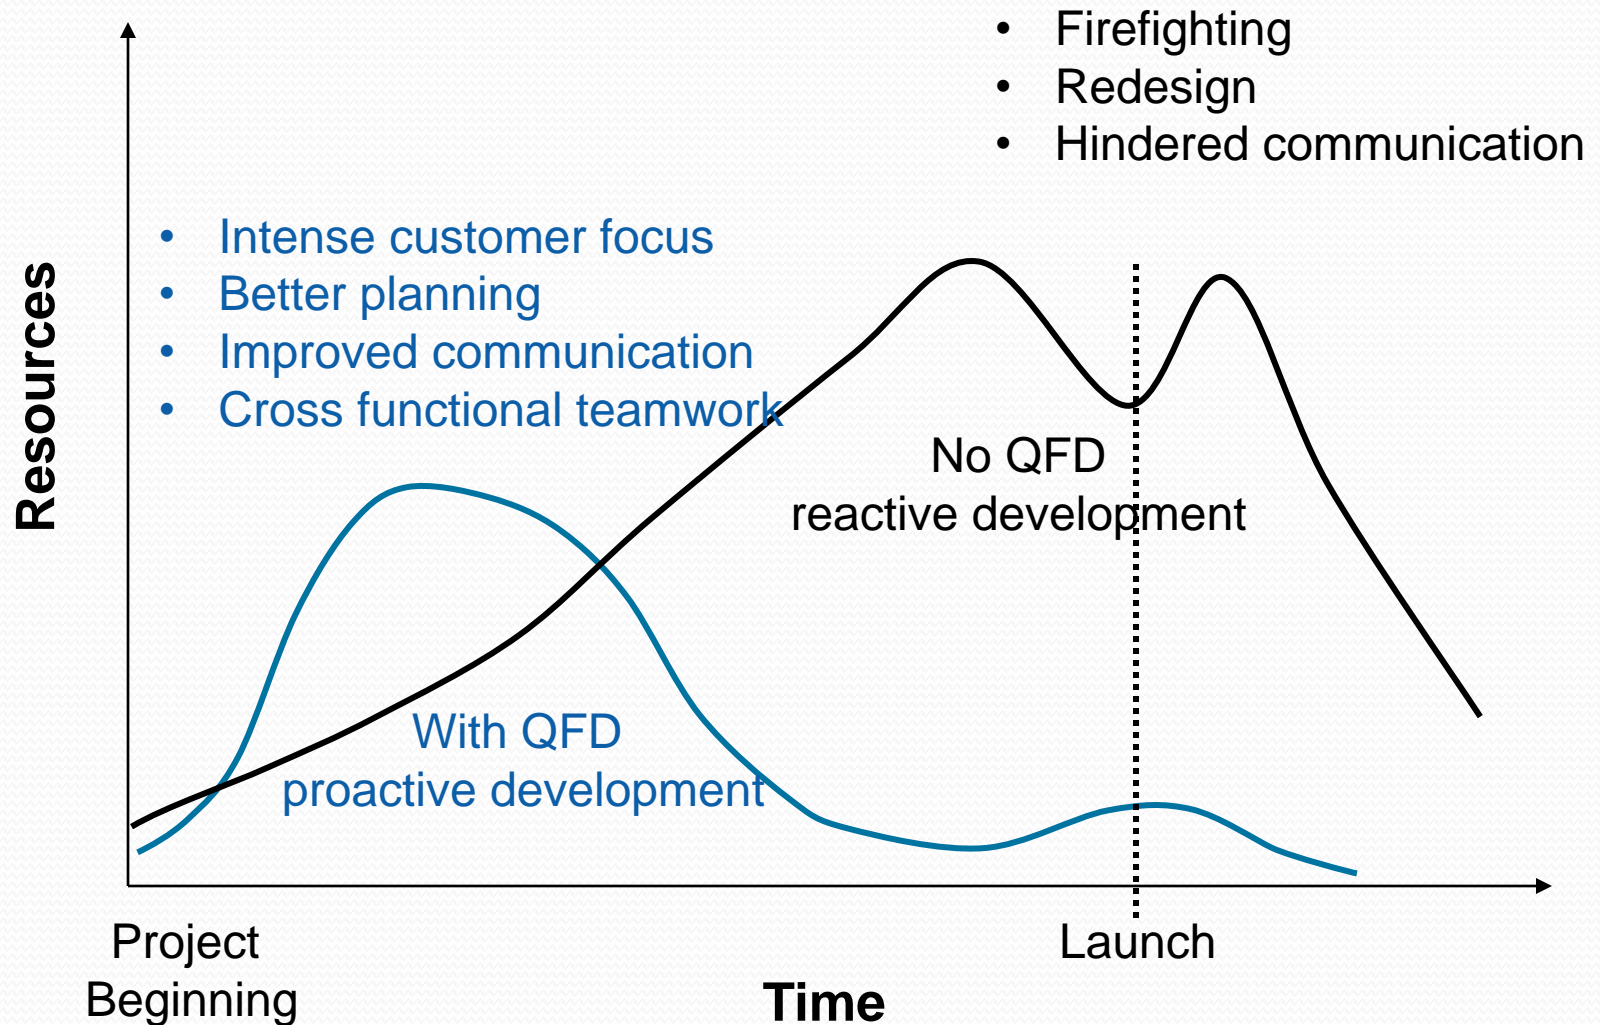 • Firefighting
• Redesign
• Hindered communication
• Intense customer focus
• Better planning
• Improved communication
• Cross functional teamwork
Resources
No QFD
reactive development
With QFD
proactive development
Project
Beginning
Launch
Time